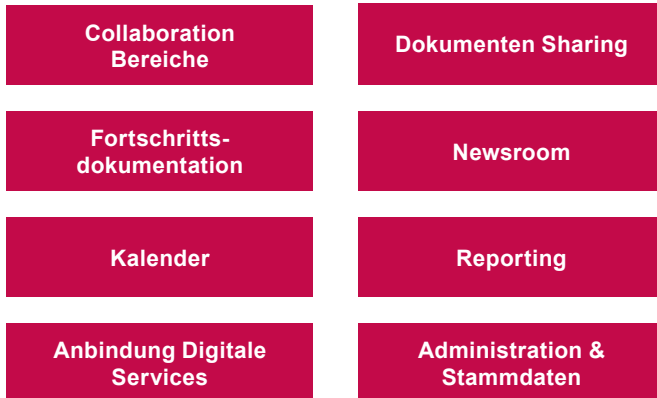 Collaboration
Bereiche
Dokumenten Sharing
Fortschritts-
dokumentation
Newsroom
Kalender
Reporting
Anbindung Digitale
Services
Administration &
Stammdaten